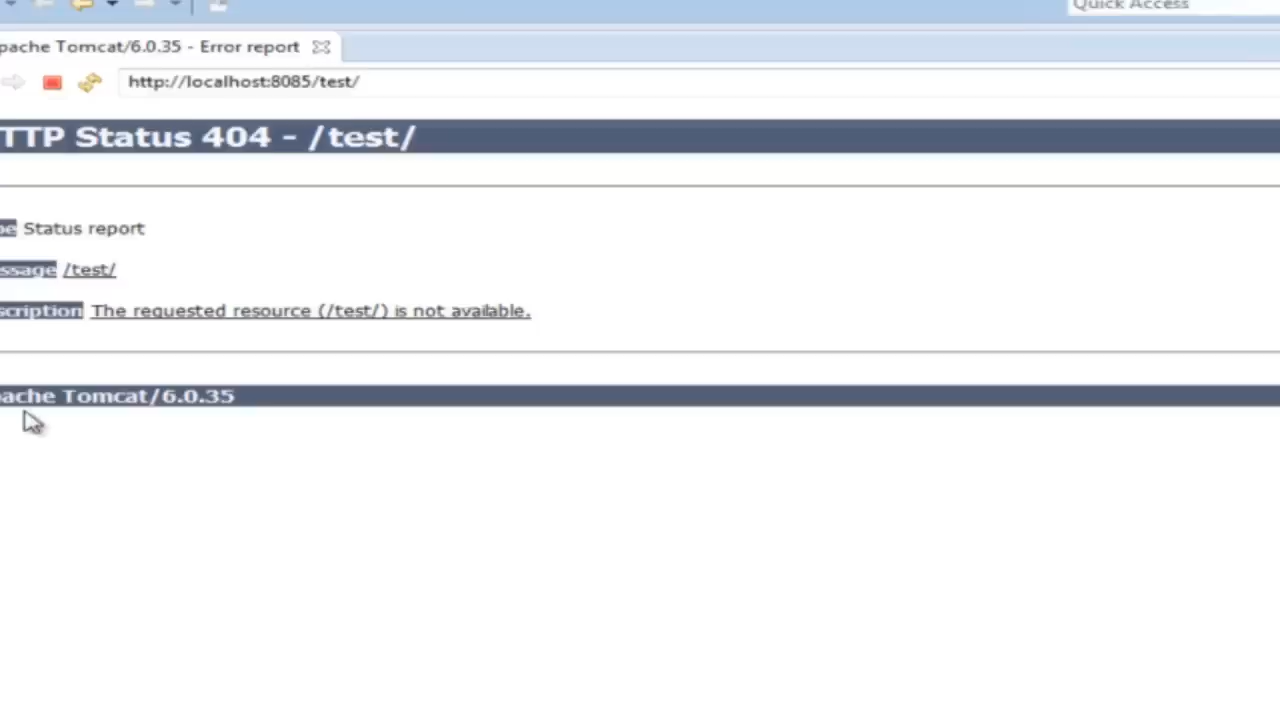 Quick Access
pache Tomcat/6.0.35 - Error report
http://localhost:8085/test/
TTP Status 404 - /test/
pe Status report
ssage /test/
scription The requested resource (/test/) is not available.
pache Tomcat/6.0.35